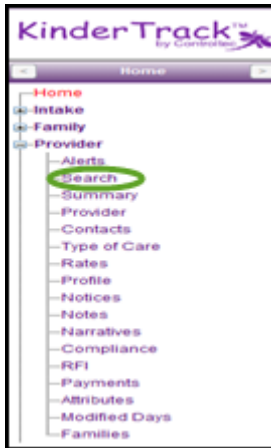 KinderTrack™
by Controltec
< Home >
Home
Intake
Family
Provider
Alerts
Search
Summary
Provider
Contacts
Type of Care
Rates
Profile
Notices
Notes
Narratives
Compliance
RFI
Payments
Attributes
Modified Days
Families